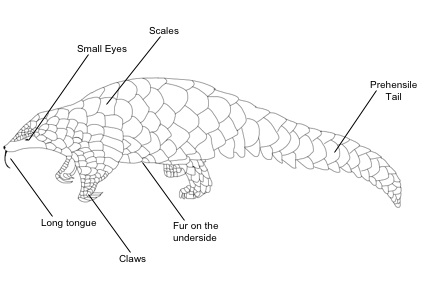 Scales
Small Eyes
Prehensile
Tail
Long tongue
Fur on the
underside
Claws